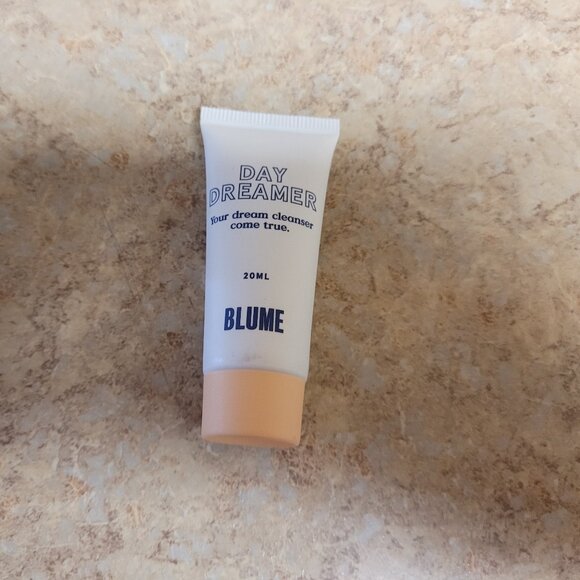 DAY
DREAMER
Your dream cleanser
come true.
20ML
BLUME